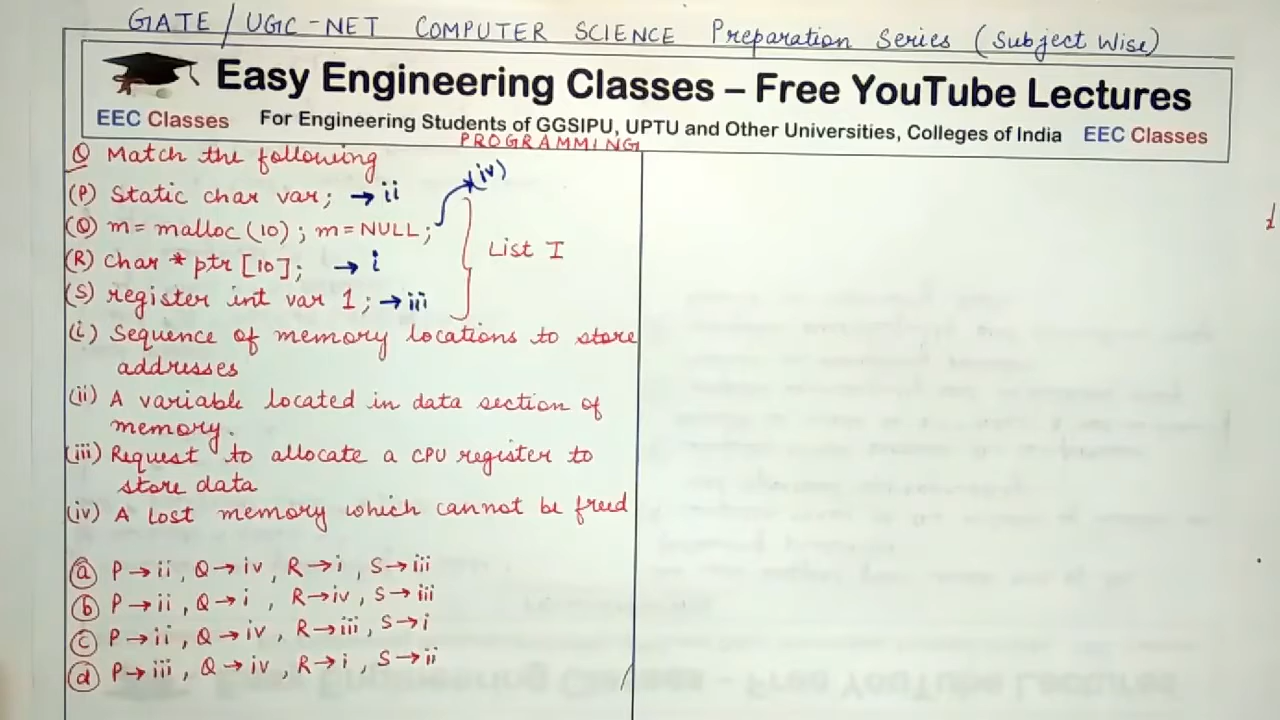 GATE / UGC-NET COMPUTER SCIENCE Preparation Series (Subject Wise)
Easy Engineering Classes – Free YouTube Lectures
EEC Classes For Engineering Students of GGSIPU, UPTU and Other Universities, Colleges of India EEC Classes
PROGRAMMING
Q Match the following
(P) Static char var; → ii
(iv)
(Q) m = malloc(10); m = NULL;
List I
(R) char * ptr [10]; → i
(S) register int var 1; → iii
(i) Sequence of memory locations to store
addresses
(ii) A variable located in data section of
memory.
(iii) Request to allocate a CPU register to
store data
(iv) A lost memory which cannot be freed
(a) P → ii, Q → iv, R → i, S → iii
(b) P → ii, Q → i, R → iv, S → iii
(c) P → ii, Q → iv, R → iii, S → i
(d) P → iii, Q → iv, R → i, S → ii